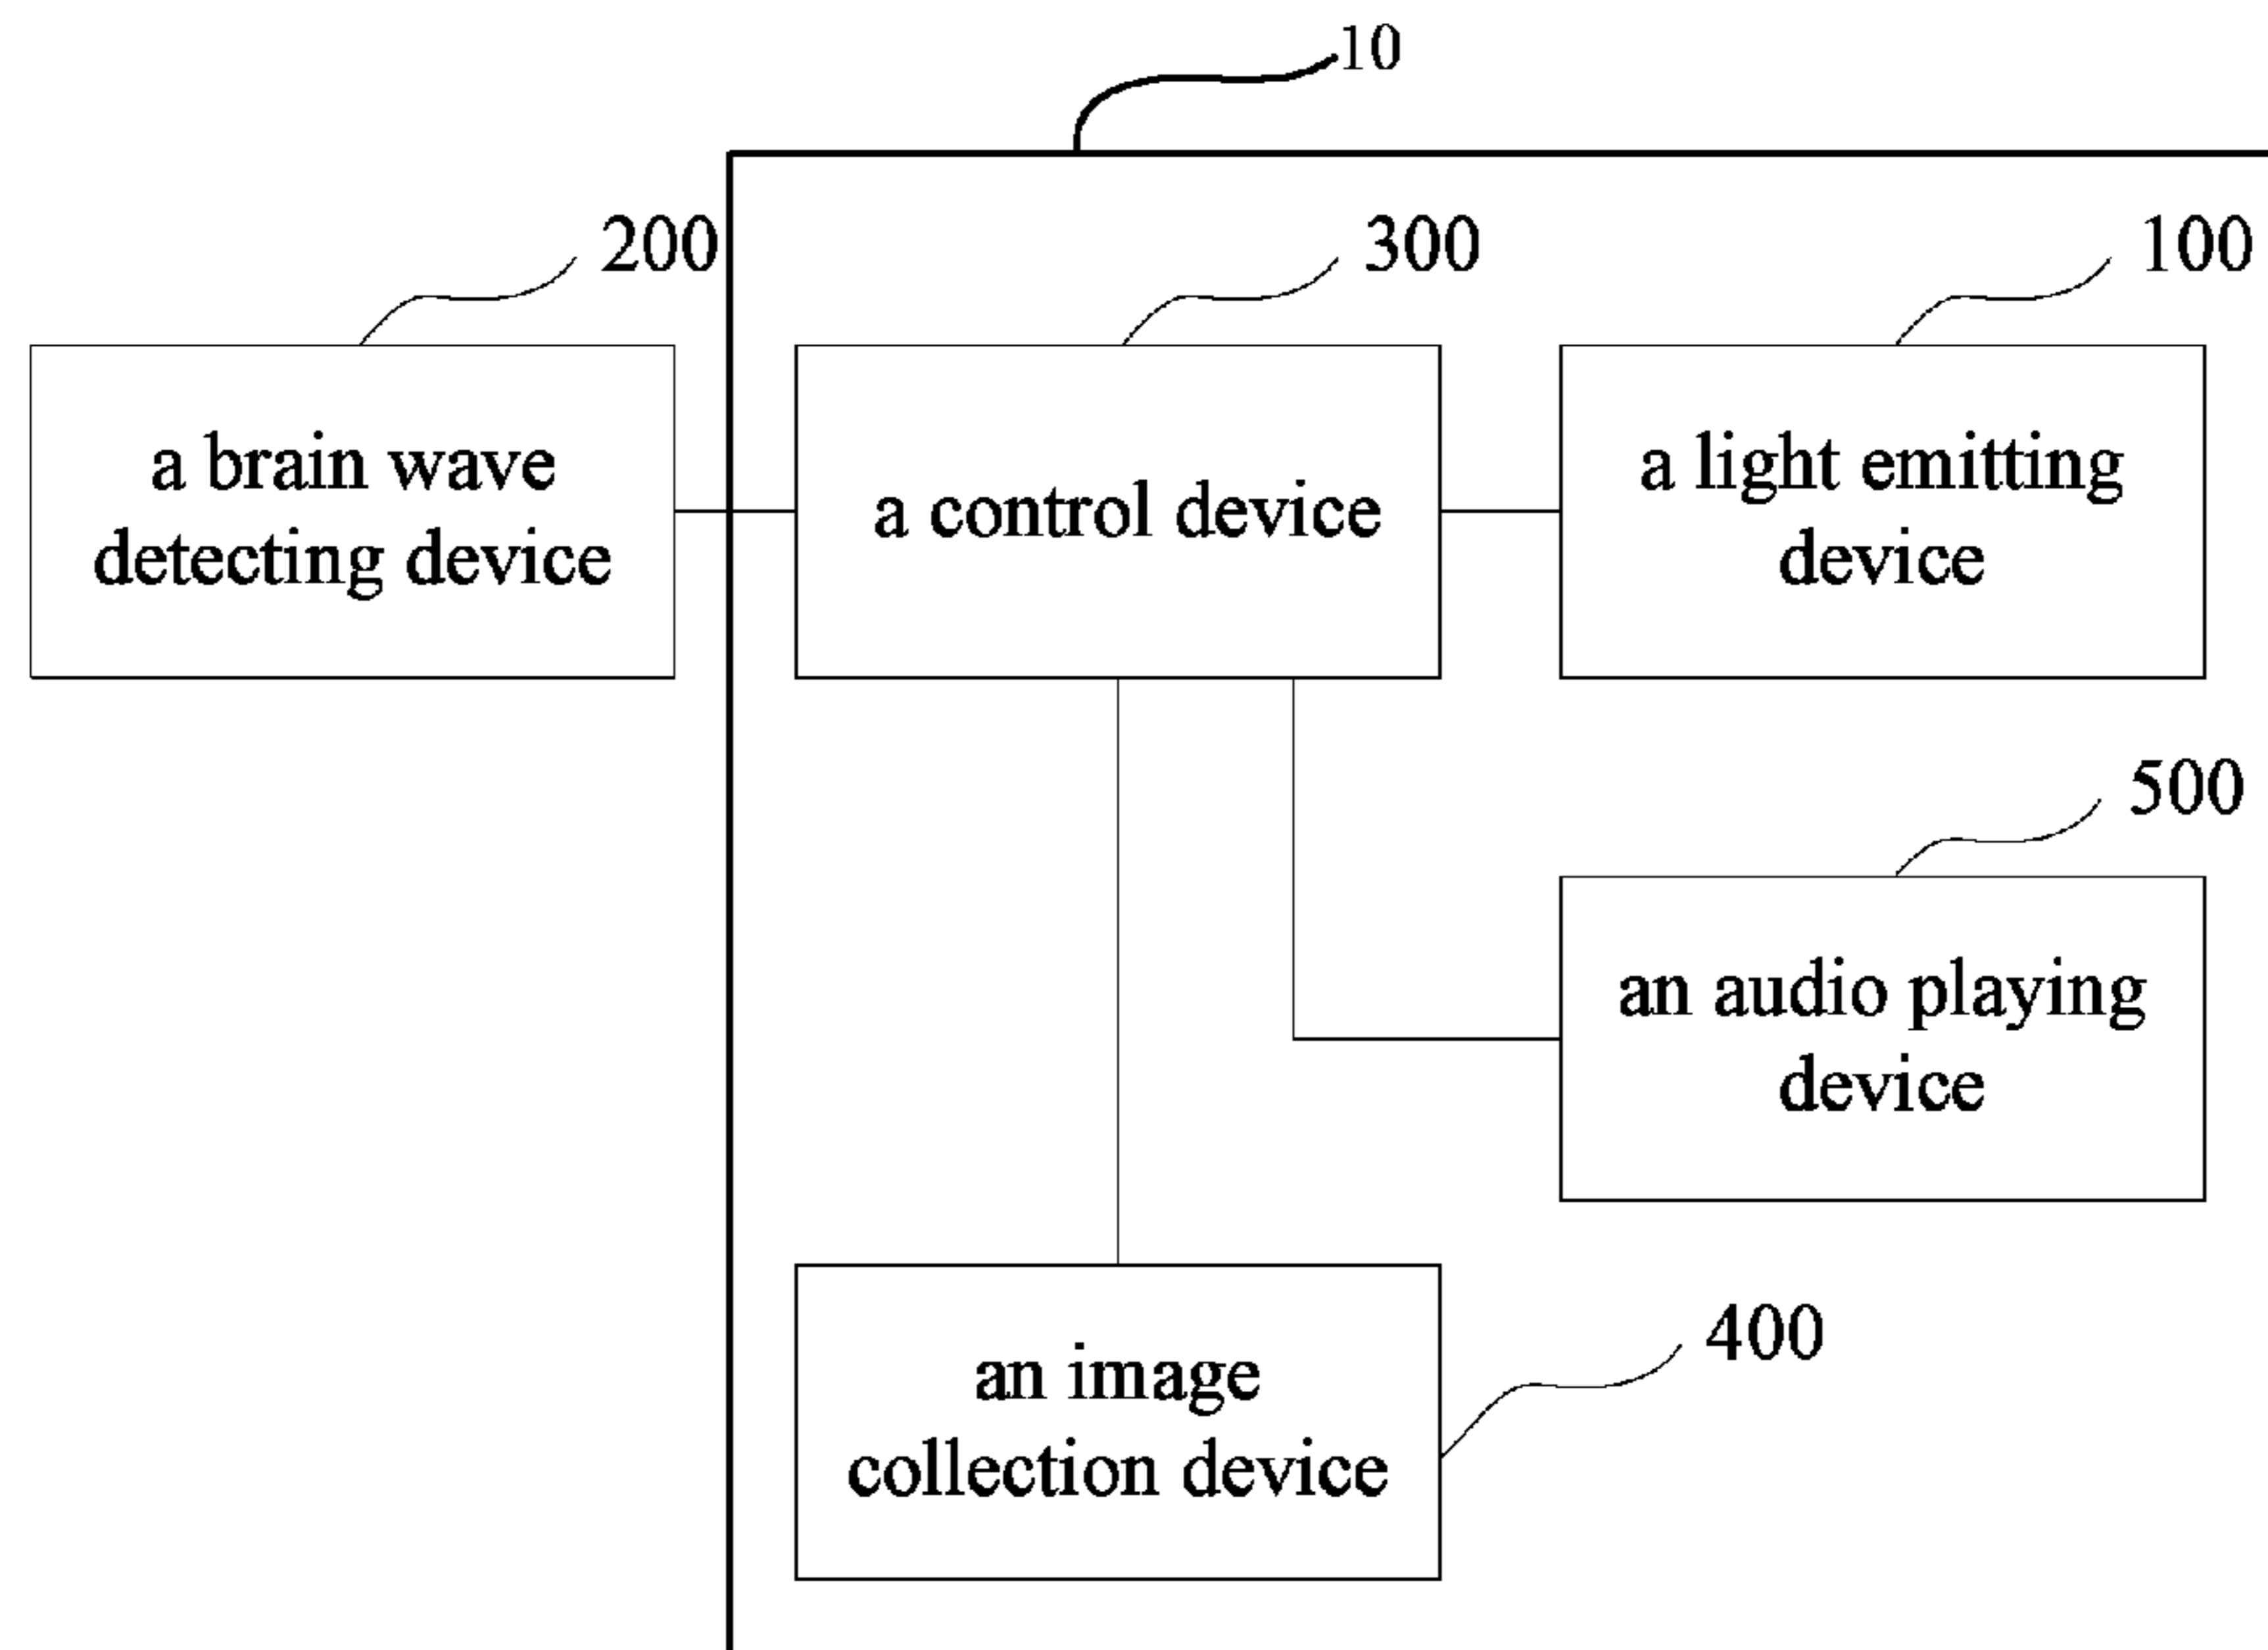 10
200
300
100
a brain wave
detecting device
a control device
a light emitting
device
500
an audio playing
device
400
an image
collection device